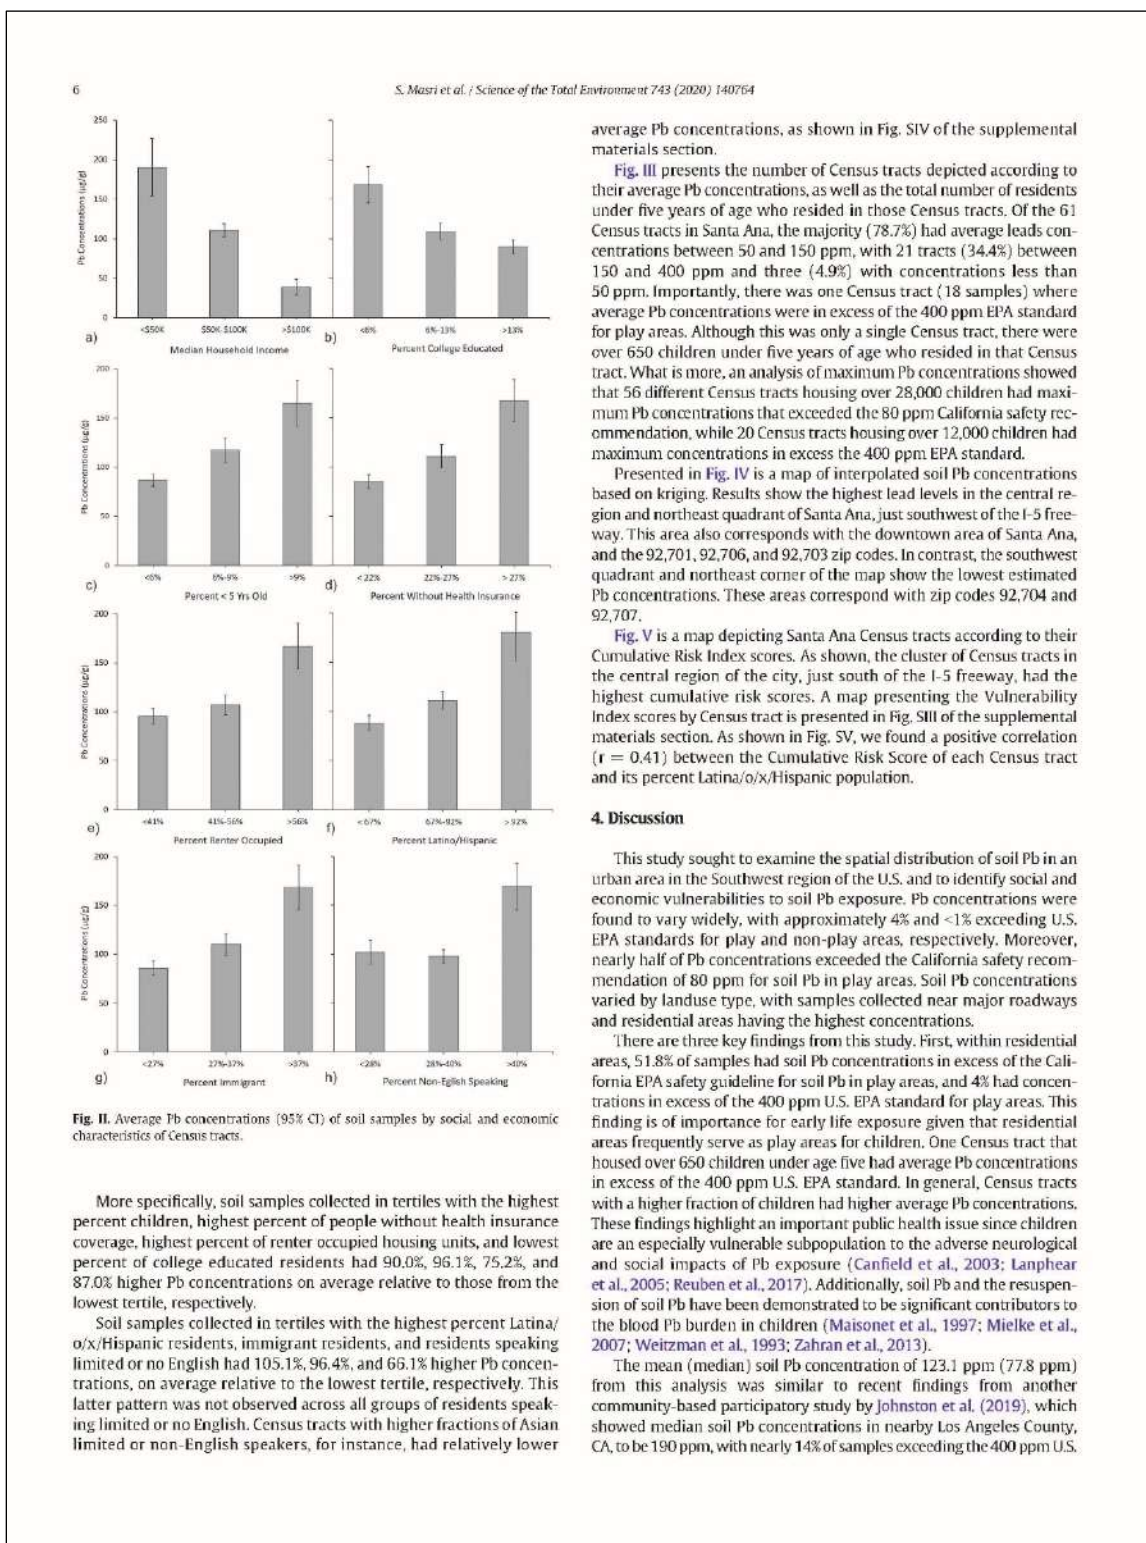 6
S. Masri et al. / Science of the Total Environment 743 (2020) 140764
250
200
150
100
50
0
Pb Concentrations (µg/g)
<$50K
$50K-$100K
>$100K
a)
Median Household Income
<6%
6%-13%
>13%
b)
Percent College Educated
200
150
100
50
0
Pb Concentrations (µg/g)
<6%
6%-9%
>9%
c)
Percent < 5 Yrs Old
<22%
22%-27%
>27%
d)
Percent Without Health Insurance
200
150
100
50
0
Pb Concentrations (µg/g)
<41%
41%-56%
>56%
e)
Percent Renter Occupied
<67%
67%-92%
>92%
f)
Percent Latino/Hispanic
200
150
100
50
0
Pb Concentrations (µg/g)
<27%
27%-37%
>37%
g)
Percent Immigrant
<28%
28%-40%
>40%
h)
Percent Non-Eglish Speaking
Fig. II. Average Pb concentrations (95% CI) of soil samples by social and economic
characteristics of Census tracts.
More specifically, soil samples collected in tertiles with the highest
percent children, highest percent of people without health insurance
coverage, highest percent of renter occupied housing units, and lowest
percent of college educated residents had 90.0%, 96.1%, 75.2%, and
87.0% higher Pb concentrations on average relative to those from the
lowest tertile, respectively.
Soil samples collected in tertiles with the highest percent Latina/
o/x/Hispanic residents, immigrant residents, and residents speaking
limited or no English had 105.1%, 96.4%, and 66.1% higher Pb concen-
trations, on average relative to the lowest tertile, respectively. This
latter pattern was not observed across all groups of residents speak-
ing limited or no English. Census tracts with higher fractions of Asian
limited or non-English speakers, for instance, had relatively lower
average Pb concentrations, as shown in Fig. SIV of the supplemental
materials section.
Fig. III presents the number of Census tracts depicted according to
their average Pb concentrations, as well as the total number of residents
under five years of age who resided in those Census tracts. Of the 61
Census tracts in Santa Ana, the majority (78.7%) had average leads con-
centrations between 50 and 150 ppm, with 21 tracts (34.4%) between
150 and 400 ppm and three (4.9%) with concentrations less than
50 ppm. Importantly, there was one Census tract (18 samples) where
average Pb concentrations were in excess of the 400 ppm EPA standard
for play areas. Although this was only a single Census tract, there were
over 650 children under five years of age who resided in that Census
tract. What is more, an analysis of maximum Pb concentrations showed
that 56 different Census tracts housing over 28,000 children had maxi-
mum Pb concentrations that exceeded the 80 ppm California safety rec-
ommendation, while 20 Census tracts housing over 12,000 children had
maximum concentrations in excess the 400 ppm EPA standard.
Presented in Fig. IV is a map of interpolated soil Pb concentrations
based on kriging. Results show the highest lead levels in the central re-
gion and northeast quadrant of Santa Ana, just southwest of the I-5 free-
way. This area also corresponds with the downtown area of Santa Ana,
and the 92,701, 92,706, and 92,703 zip codes. In contrast, the southwest
quadrant and northeast corner of the map show the lowest estimated
Pb concentrations. These areas correspond with zip codes 92,704 and
92,707.
Fig. V is a map depicting Santa Ana Census tracts according to their
Cumulative Risk Index scores. As shown, the cluster of Census tracts in
the central region of the city, just south of the I-5 freeway, had the
highest cumulative risk scores. A map presenting the Vulnerability
Index scores by Census tract is presented in Fig. SIII of the supplemental
materials section. As shown in Fig. SV, we found a positive correlation
(r = 0.41) between the Cumulative Risk Score of each Census tract
and its percent Latina/o/x/Hispanic population.
4. Discussion
This study sought to examine the spatial distribution of soil Pb in an
urban area in the Southwest region of the U.S. and to identify social and
economic vulnerabilities to soil Pb exposure. Pb concentrations were
found to vary widely, with approximately 4% and <1% exceeding U.S.
EPA standards for play and non-play areas, respectively. Moreover,
nearly half of Pb concentrations exceeded the California safety recom-
mendation of 80 ppm for soil Pb in play areas. Soil Pb concentrations
varied by landuse type, with samples collected near major roadways
and residential areas having the highest concentrations.
There are three key findings from this study. First, within residential
areas, 51.8% of samples had soil Pb concentrations in excess of the Cali-
fornia EPA safety guideline for soil Pb in play areas, and 4% had concen-
trations in excess of the 400 ppm U.S. EPA standard for play areas. This
finding is of importance for early life exposure given that residential
areas frequently serve as play areas for children. One Census tract that
housed over 650 children under age five had average Pb concentrations
in excess of the 400 ppm U.S. EPA standard. In general, Census tracts
with a higher fraction of children had higher average Pb concentrations.
These findings highlight an important public health issue since children
are an especially vulnerable subpopulation to the adverse neurological
and social impacts of Pb exposure (Canfield et al., 2003; Lanphear
et al., 2005; Reuben et al., 2017). Additionally, soil Pb and the resuspen-
sion of soil Pb have been demonstrated to be significant contributors to
the blood Pb burden in children (Maisonet et al., 1997; Mielke et al.,
2007; Weitzman et al., 1993; Zahran et al., 2013).
The mean (median) soil Pb concentration of 123.1 ppm (77.8 ppm)
from this analysis was similar to recent findings from another
community-based participatory study by Johnston et al. (2019), which
showed median soil Pb concentrations in nearby Los Angeles County,
CA, to be 190 ppm, with nearly 14% of samples exceeding the 400 ppm U.S.